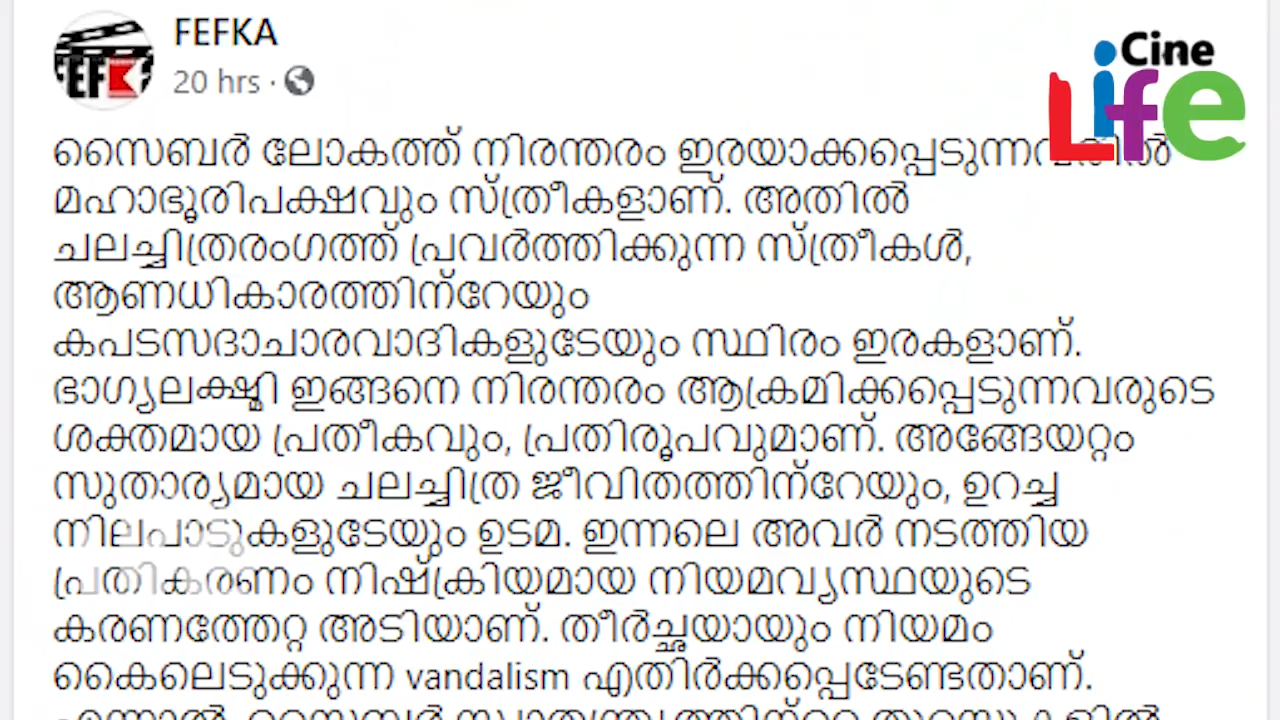 FEFKA
20 hrs ·
Cine
Life
സൈബർ ലോകത്ത് നിരന്തരം ഇരയാക്കപ്പെടുന്നവരിൽ
മഹാഭൂരിപക്ഷവും സ്ത്രീകളാണ്. അതിൽ
ചലച്ചിത്രരംഗത്ത് പ്രവർത്തിക്കുന്ന സ്ത്രീകൾ,
ആണധികാരത്തിന്റേയും
കപടസദാചാരവാദികളുടേയും സ്ഥിരം ഇരകളാണ്.
ഭാഗ്യലക്ഷ്മി ഇങ്ങനെ നിരന്തരം ആക്രമിക്കപ്പെടുന്നവരുടെ
ശക്തമായ പ്രതീകവും, പ്രതിരൂപവുമാണ്. അങ്ങേയറ്റം
സുതാര്യമായ ചലച്ചിത്ര ജീവിതത്തിന്റേയും, ഉറച്ച
നിലപാടുകളുടേയും ഉടമ. ഇന്നലെ അവർ നടത്തിയ
പ്രതികരണം നിഷ്ക്രിയമായ നിയമവ്യസ്ഥയുടെ
കരണത്തേറ്റ അടിയാണ്. തീർച്ഛയായും നിയമം
കൈലെടുക്കുന്ന vandalism എതിർക്കപ്പെടേണ്ടതാണ്.